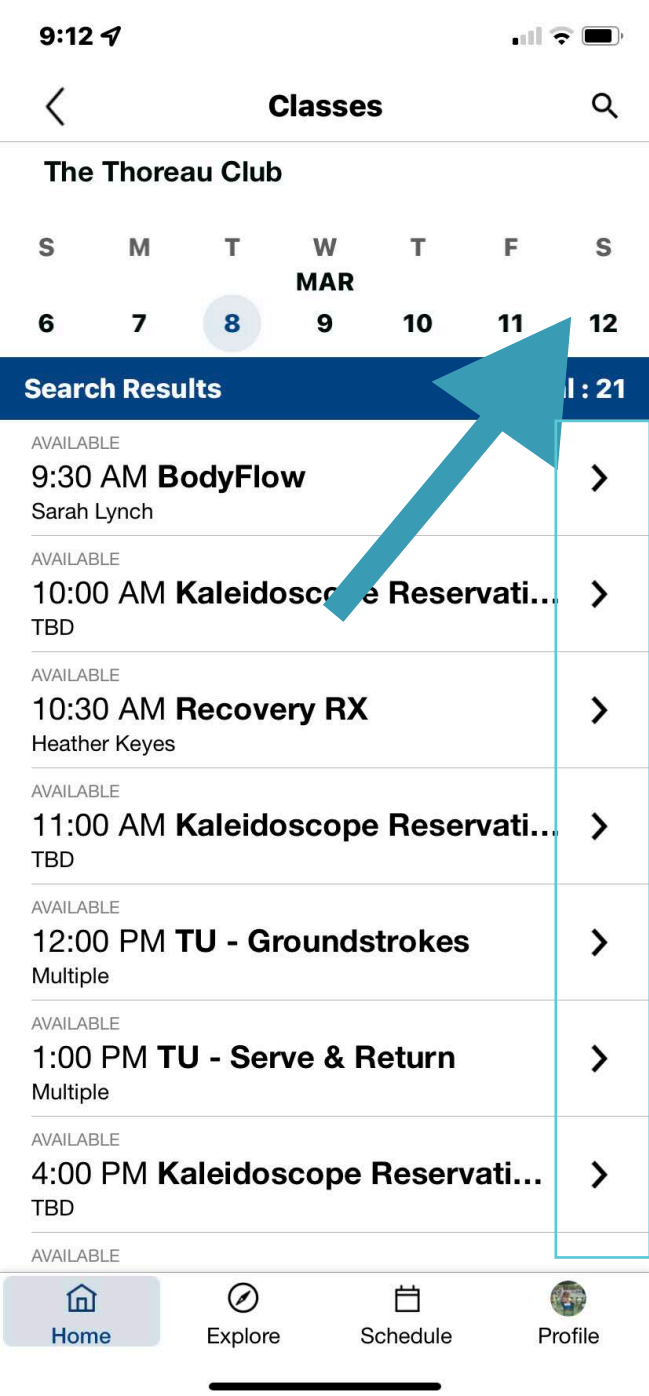 9:12
Classes
The Thoreau Club
S M T W T F S
MAR
6 7 8 9 10 11 12
Search Results : 21
AVAILABLE
9:30 AM BodyFlow
Sarah Lynch
AVAILABLE
10:00 AM Kaleidoscope Reservati...
TBD
AVAILABLE
10:30 AM Recovery RX
Heather Keyes
AVAILABLE
11:00 AM Kaleidoscope Reservati...
TBD
AVAILABLE
12:00 PM TU - Groundstrokes
Multiple
AVAILABLE
1:00 PM TU - Serve & Return
Multiple
AVAILABLE
4:00 PM Kaleidoscope Reservati...
TBD
AVAILABLE
Home Explore Schedule Profile